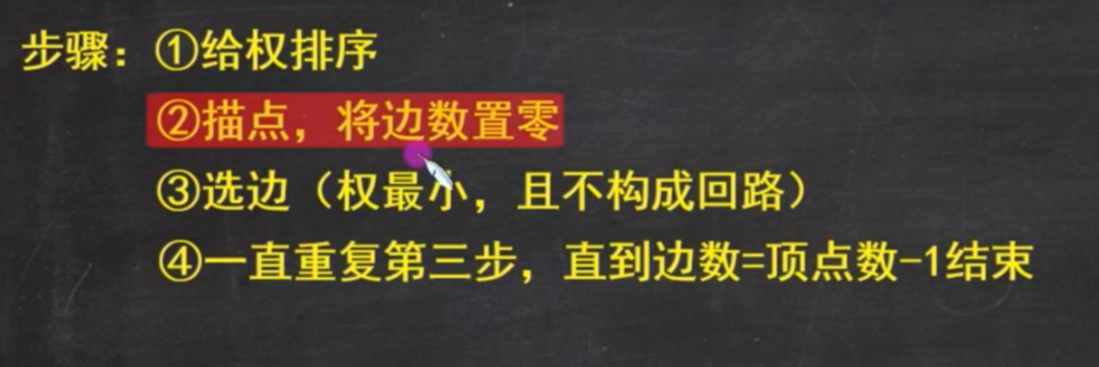 步骤：①给权排序
②描点，将边数置零
③选边（权最小，且不构成回路）
④一直重复第三步，直到边数=顶点数-1结束